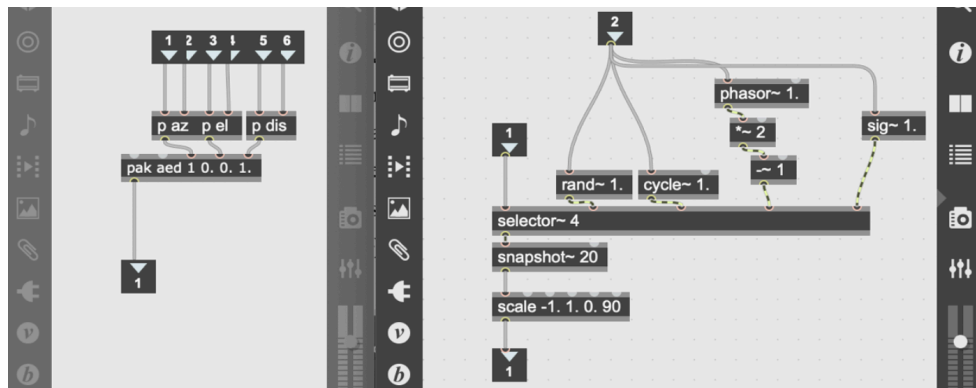 1 2 3 4 5 6
p az p el p dis
pak aed 1 0. 0. 1.
1
2
phasor~ 1.
1
*~ 2
sig~ 1.
-~ 1
rand~ 1. cycle~ 1.
selector~ 4
snapshot~ 20
scale -1. 1. 0. 90
1